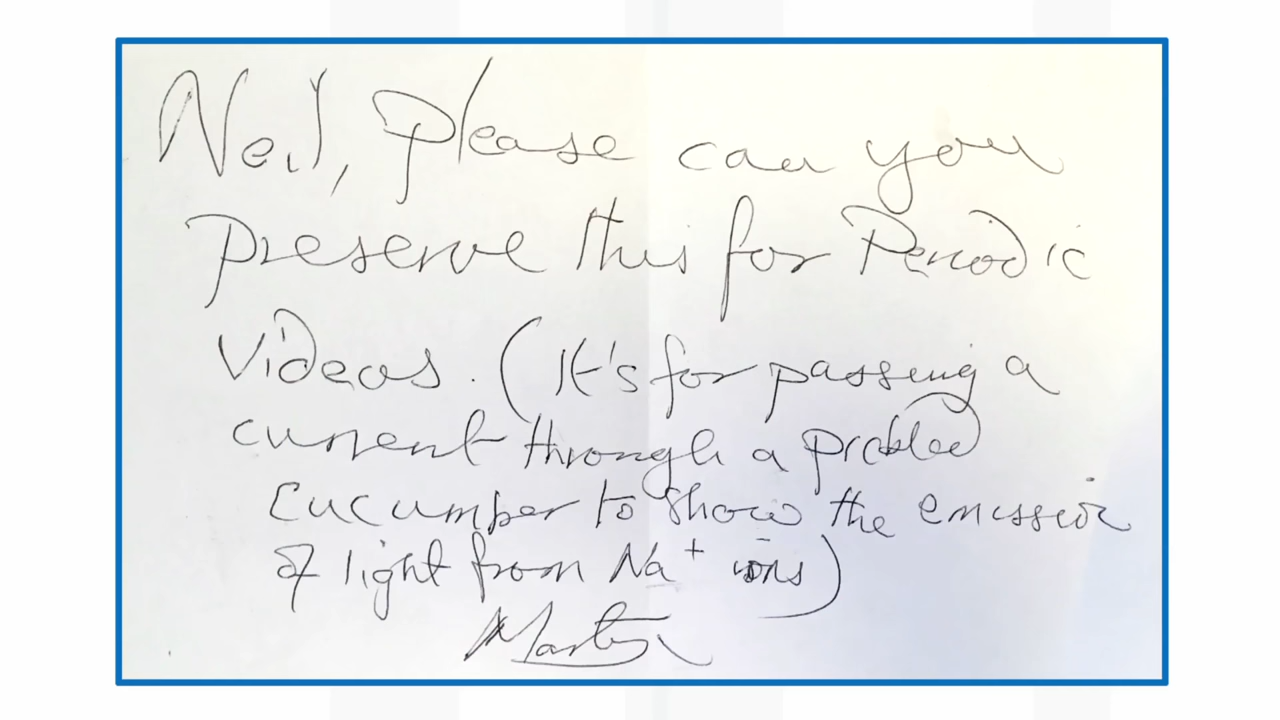 Neil, please can you
preserve this for Periodic
Videos. (It's for passing a
current through a pickled
cucumber to show the emission
of light from Na+ ions)
Martyn